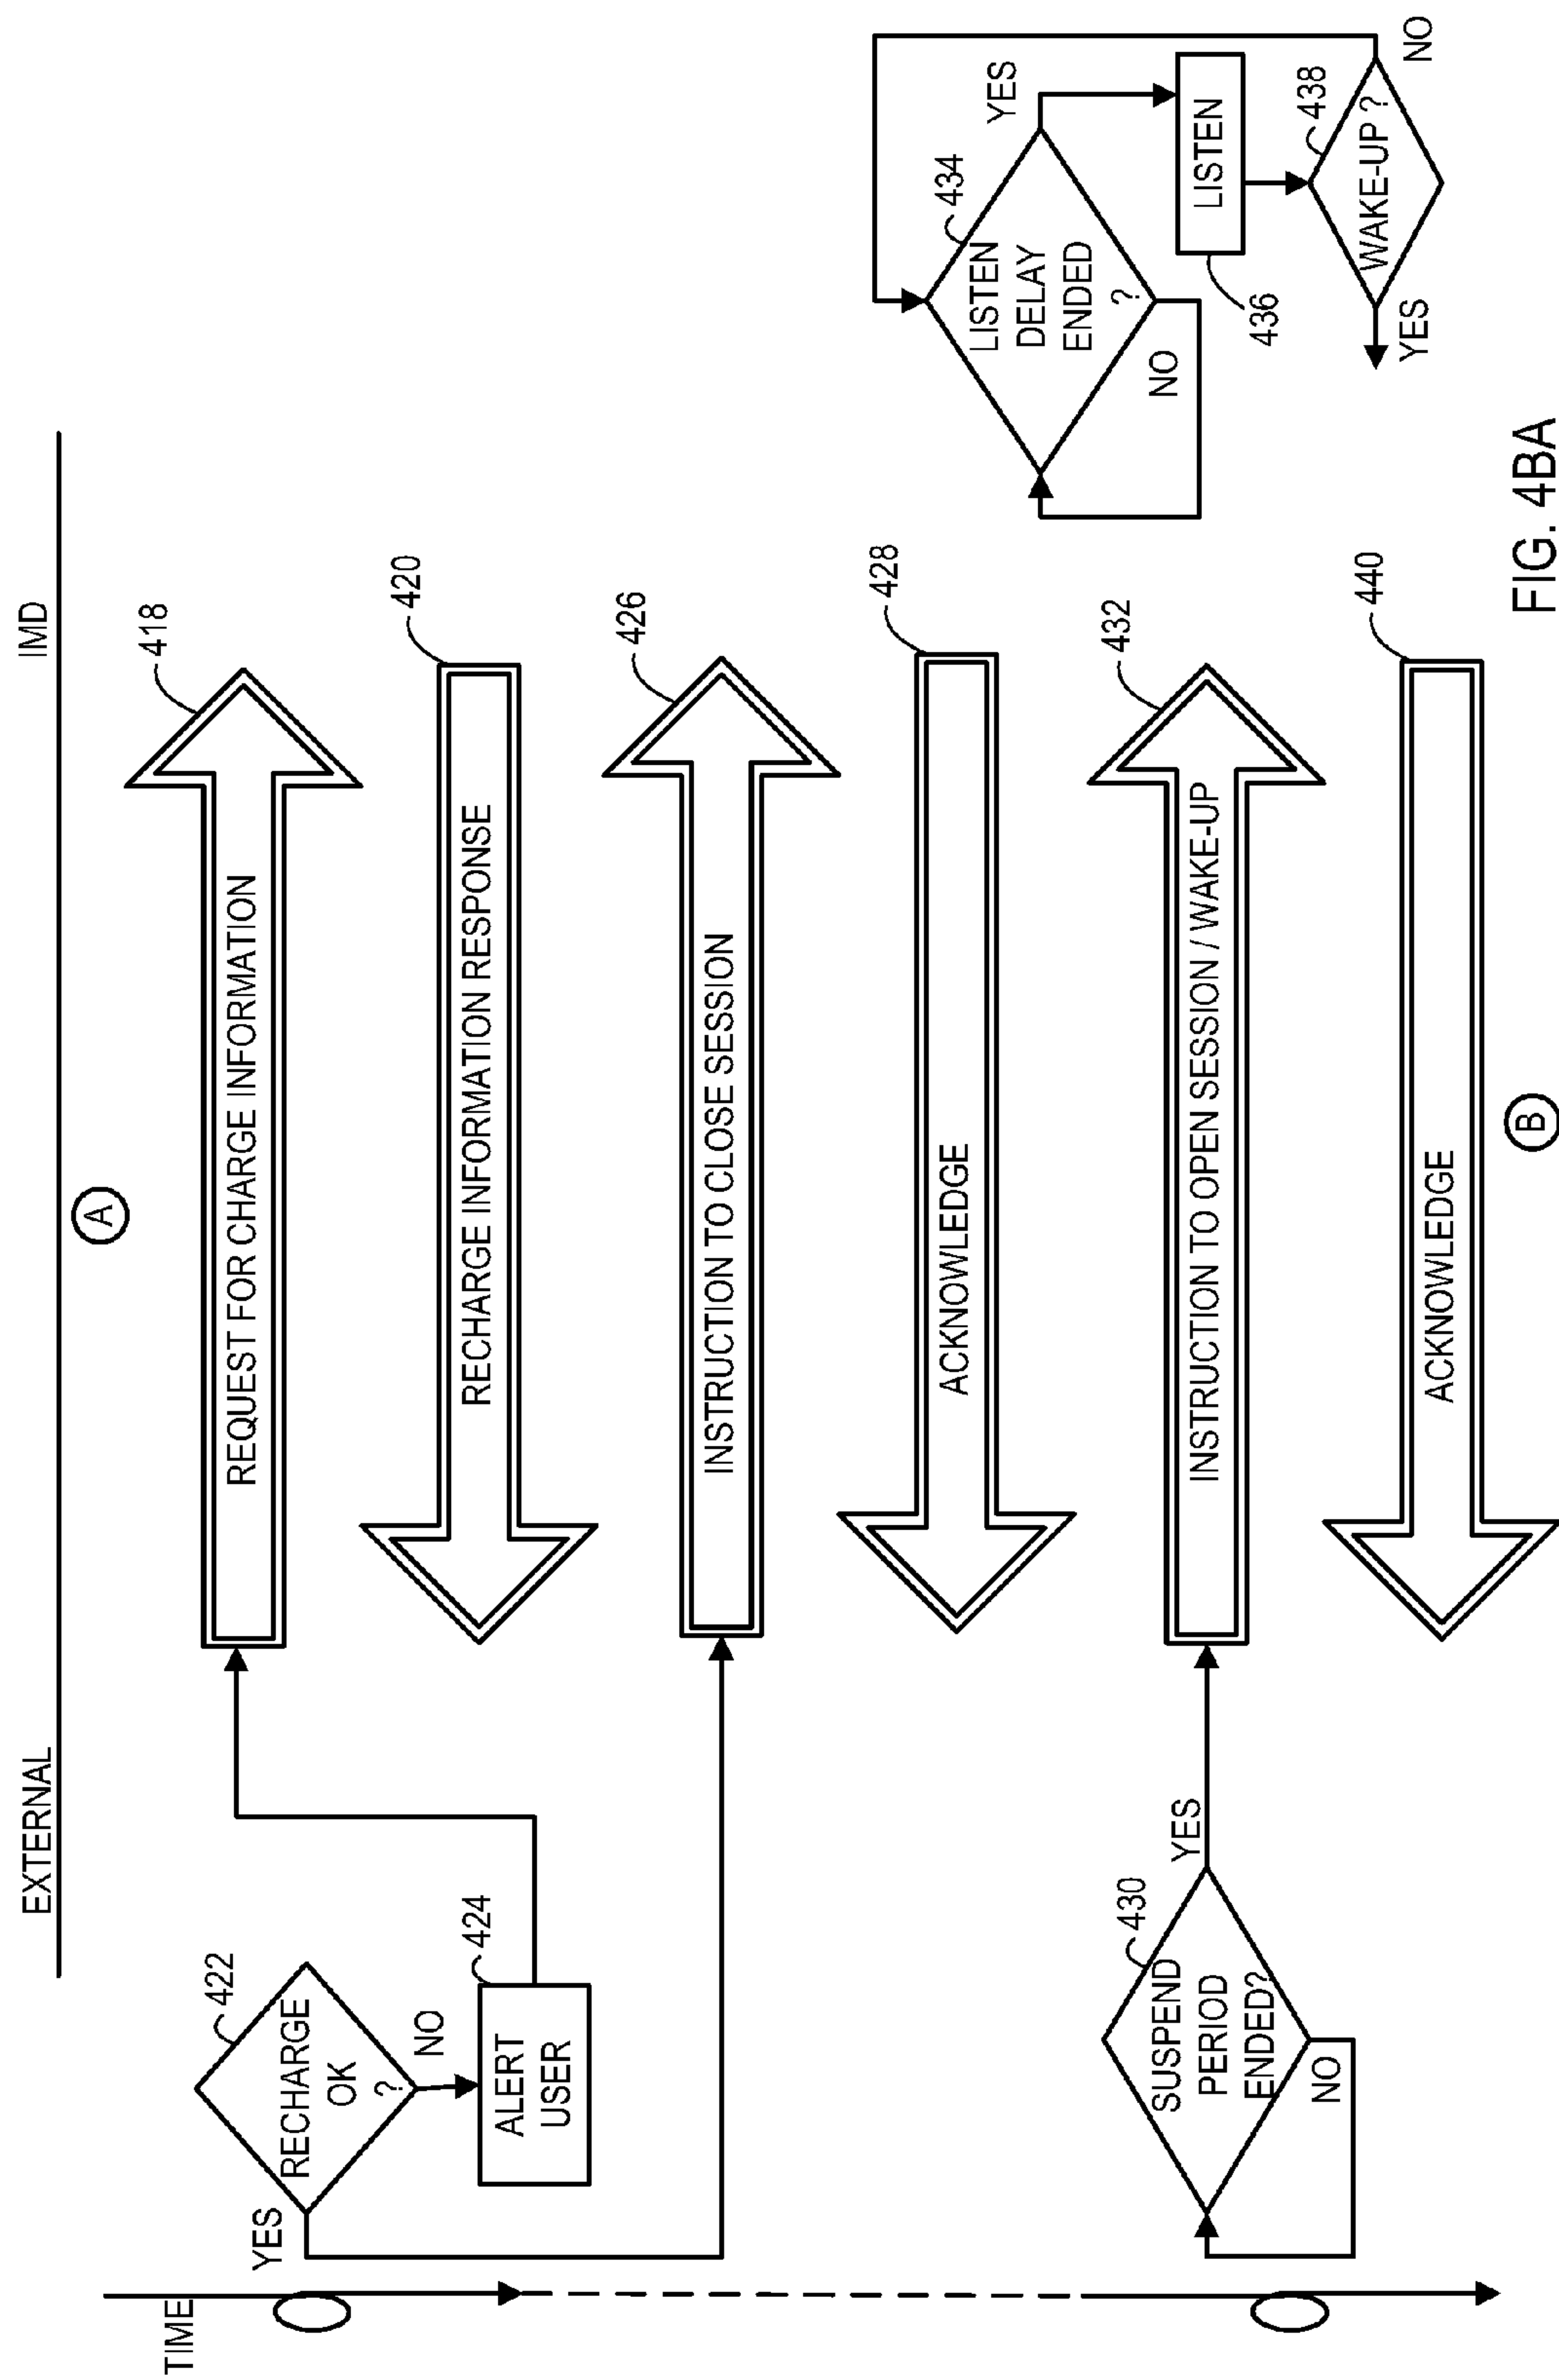 EXTERNAL
IMD
A
TIME
418
REQUEST FOR CHARGE INFORMATION
420
RECHARGE INFORMATION RESPONSE
422
RECHARGE
OK
?
YES
NO
424
ALERT
USER
426
INSTRUCTION TO CLOSE SESSION
428
ACKNOWLEDGE
430
SUSPEND
PERIOD
ENDED?
YES
NO
432
INSTRUCTION TO OPEN SESSION / WAKE-UP
434
LISTEN
DELAY
ENDED
?
YES
NO
LISTEN
436
438
WAKE-UP ?
NO
YES
440
ACKNOWLEDGE
B
FIG. 4BA